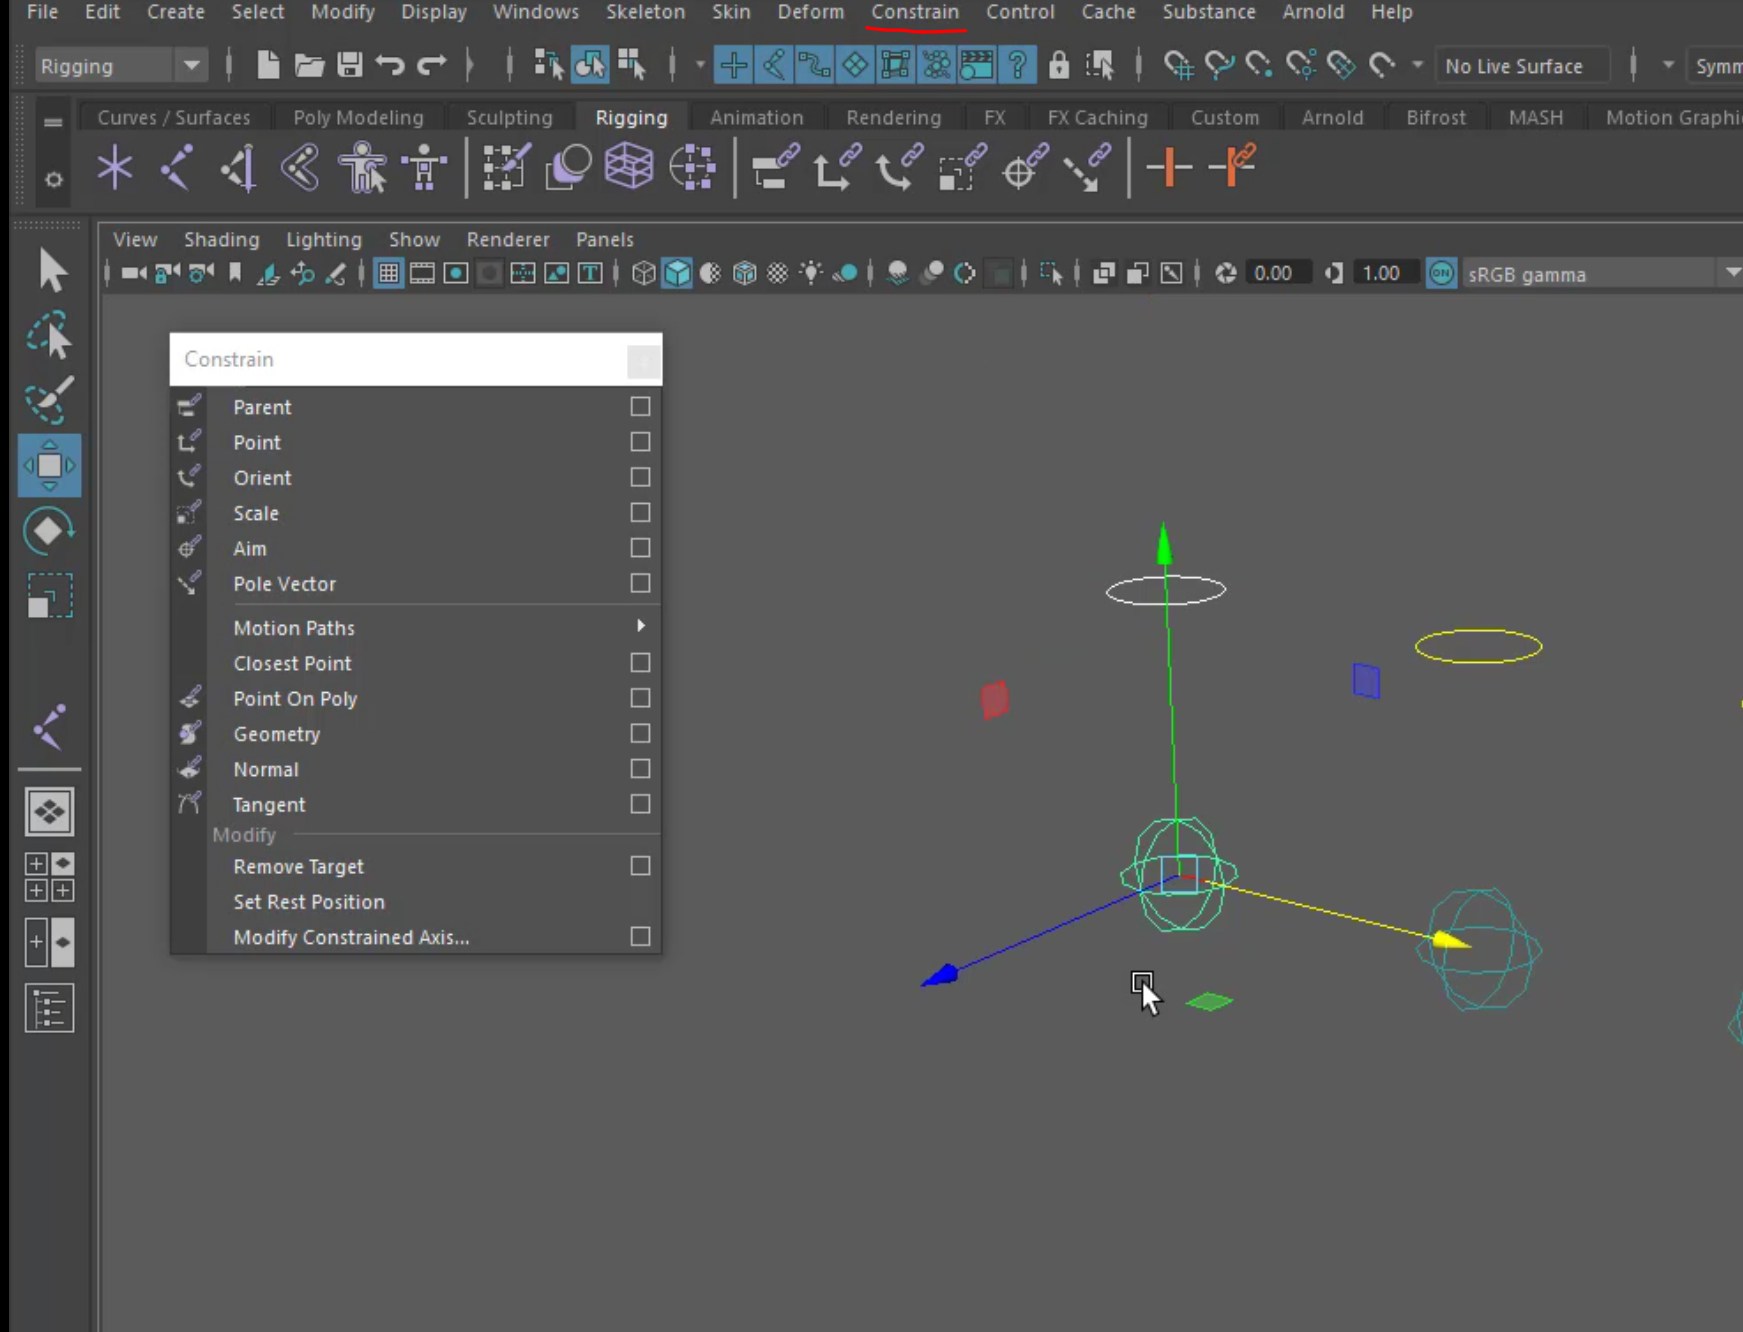 File Edit Create Select Modify Display Windows Skeleton Skin Deform Constrain Control Cache Substance Arnold Help
Rigging No Live Surface Symm
Curves / Surfaces Poly Modeling Sculpting Rigging Animation Rendering FX FX Caching Custom Arnold Bifrost MASH Motion Graphi
View Shading Lighting Show Renderer Panels
0.00 1.00 ON sRGB gamma
Constrain
Parent
Point
Orient
Scale
Aim
Pole Vector
Motion Paths
Closest Point
Point On Poly
Geometry
Normal
Tangent
Modify
Remove Target
Set Rest Position
Modify Constrained Axis...